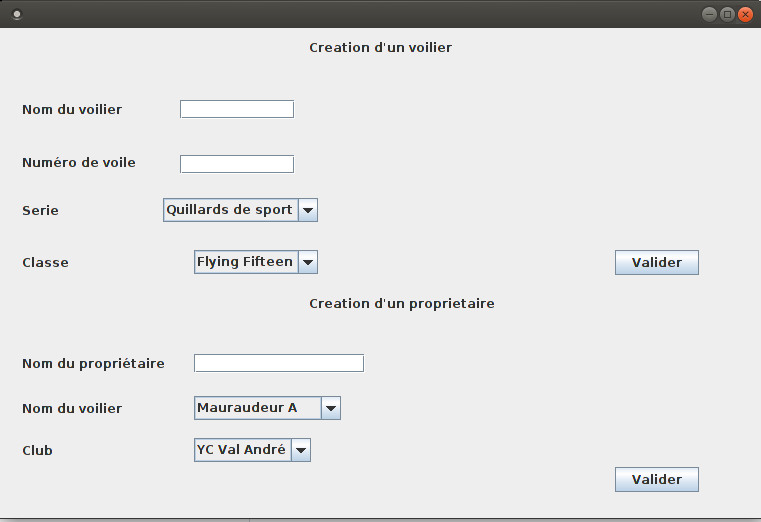 Creation d'un voilier
Nom du voilier
Numéro de voile
Serie Quillards de sport
Classe Flying Fifteen Valider
Creation d'un proprietaire
Nom du propriétaire
Nom du voilier Mauraudeur A
Club YC Val André
Valider